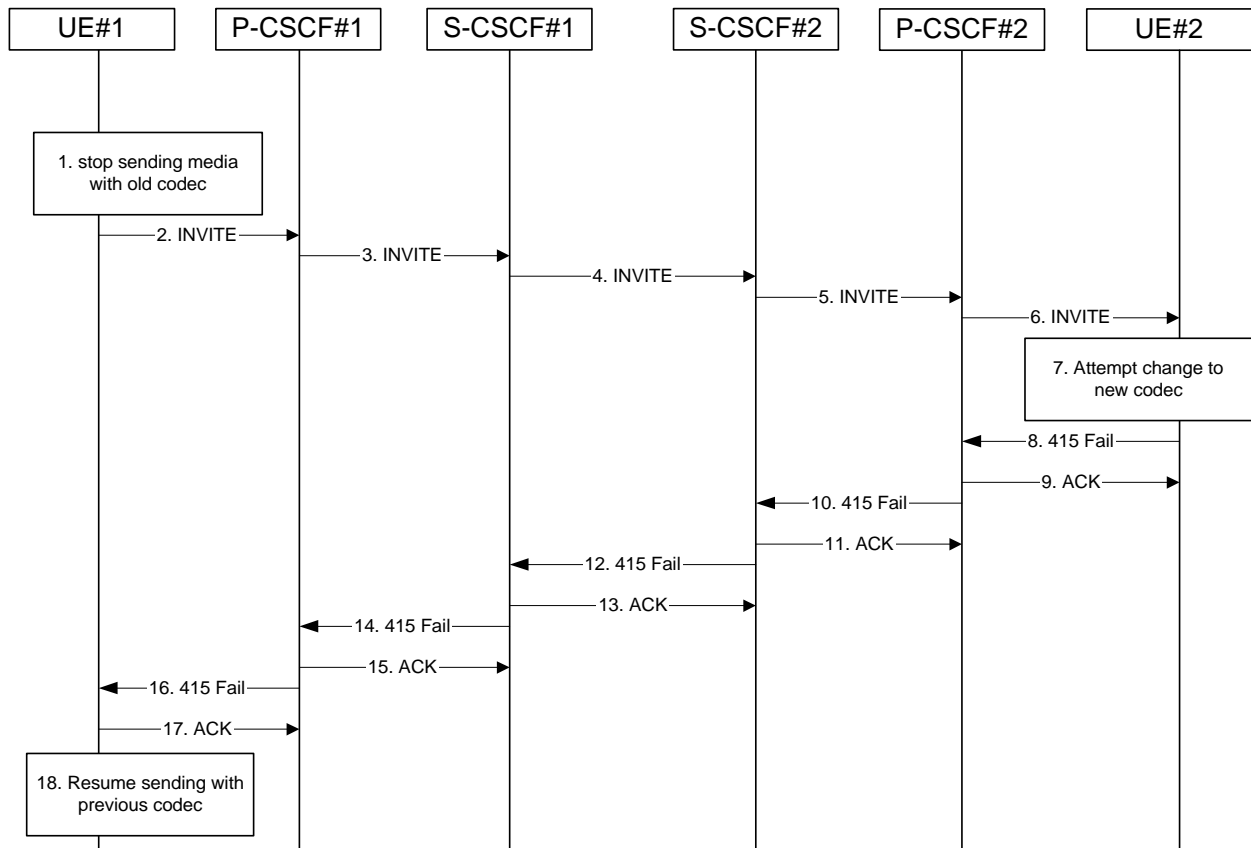 UE#1
P-CSCF#1
S-CSCF#1
S-CSCF#2
P-CSCF#2
UE#2
1. stop sending media
with old codec
2. INVITE
3. INVITE
4. INVITE
5. INVITE
6. INVITE
7. Attempt change to
new codec
8. 415 Fail
9. ACK
10. 415 Fail
11. ACK
12. 415 Fail
13. ACK
14. 415 Fail
15. ACK
16. 415 Fail
17. ACK
18. Resume sending with
previous codec